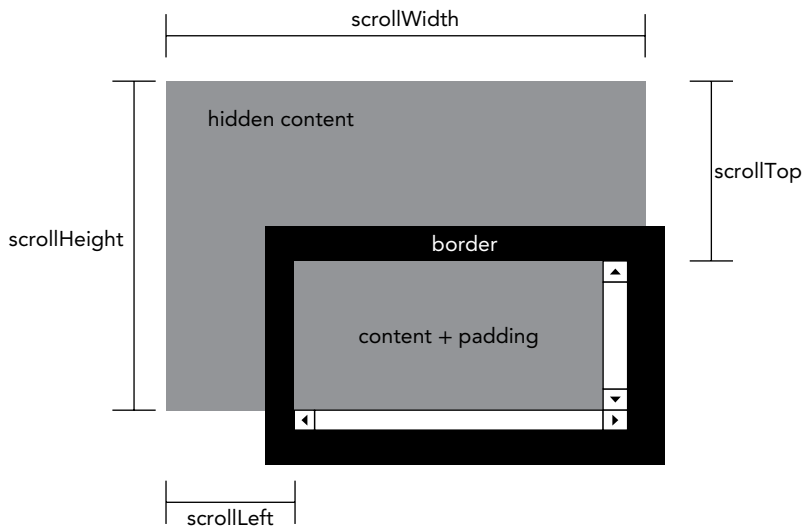 scrollWidth
hidden content
scrollTop
scrollHeight
border
content + padding
scrollLeft